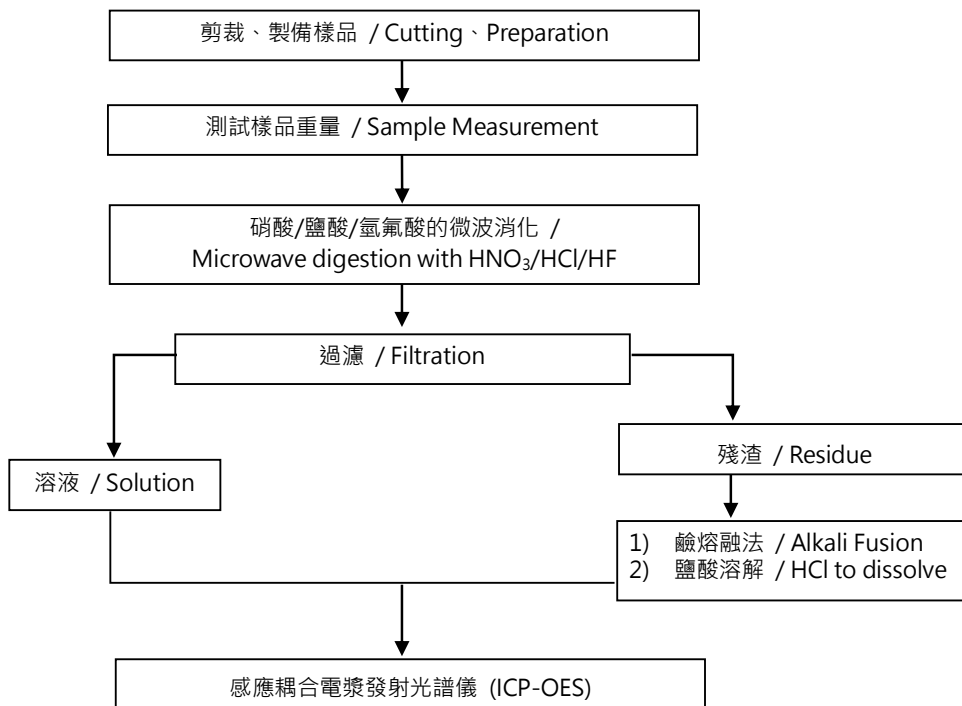 剪裁、製備樣品 / Cutting、Preparation
測試樣品重量 / Sample Measurement
硝酸/鹽酸/氫氟酸的微波消化 /
Microwave digestion with HNO₃/HCl/HF
過濾 / Filtration
溶液 / Solution
殘渣 / Residue
1) 鹼熔融法 / Alkali Fusion
2) 鹽酸溶解 / HCl to dissolve
感應耦合電漿發射光譜儀 (ICP-OES)